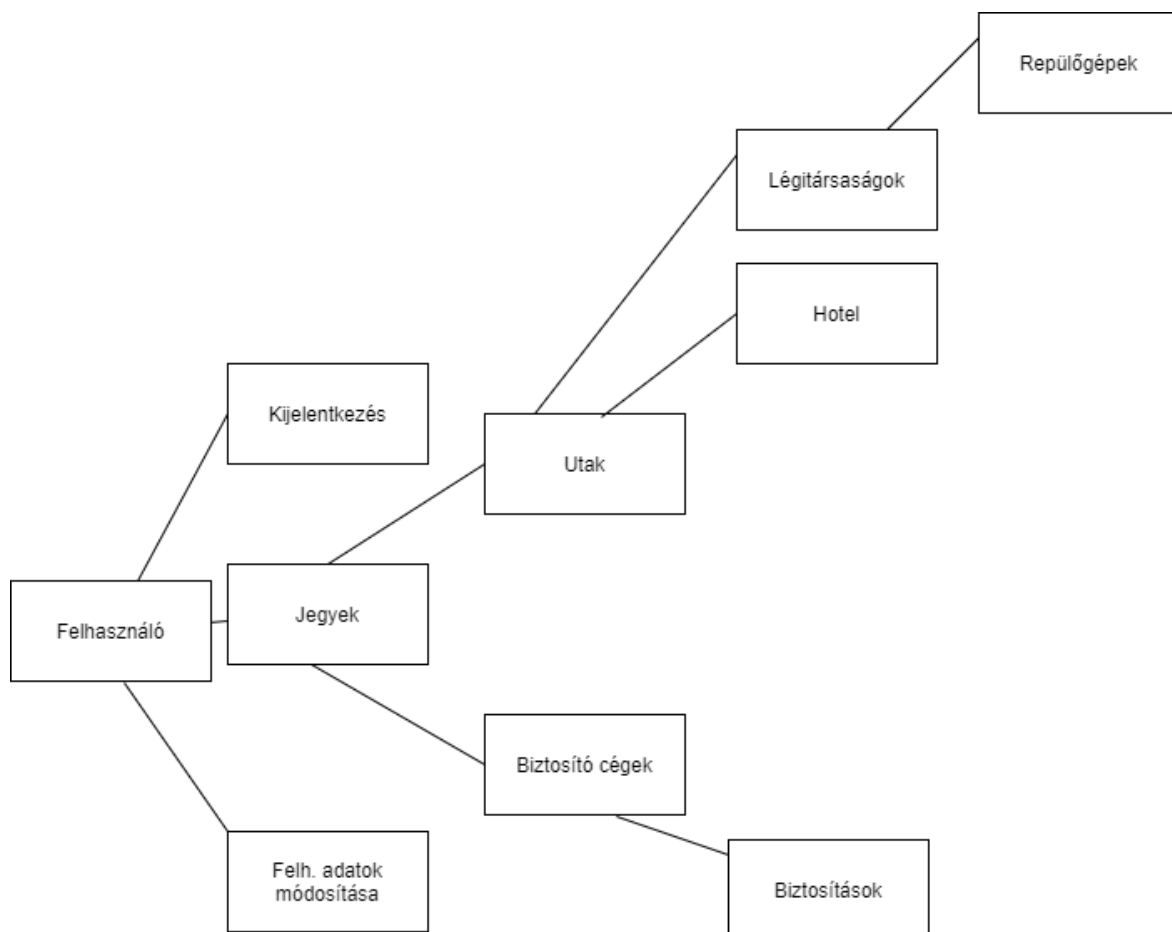 Repülőgépek
Légitársaságok
Hotel
Kijelentkezés
Utak
Jegyek
Felhasználó
Biztosító cégek
Felh. adatok
módosítása
Biztosítások